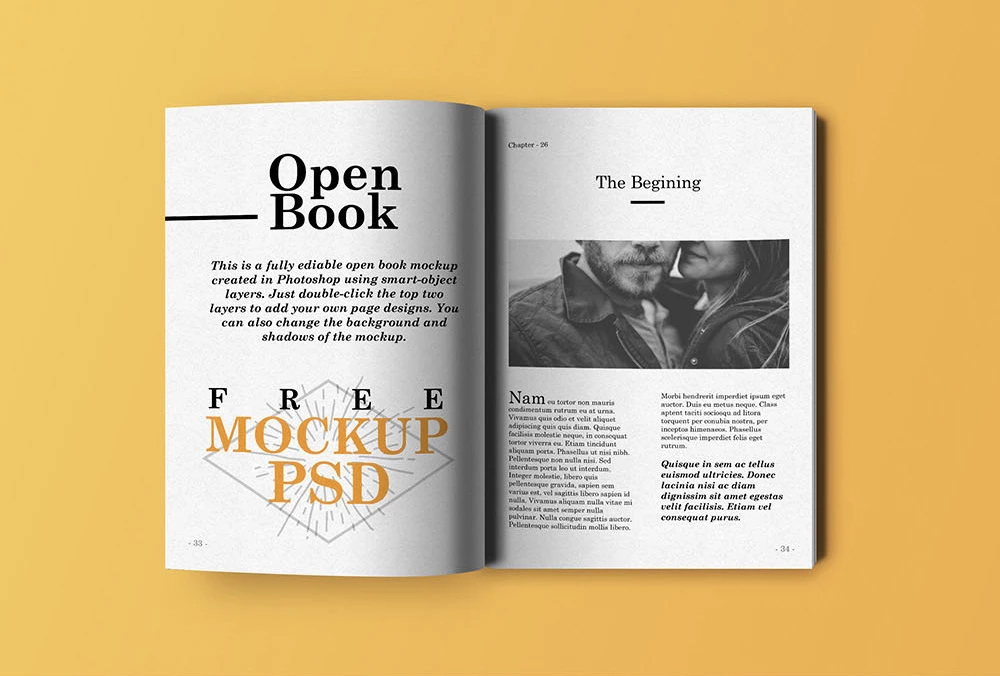 Open
Book
This is a fully ediable open book mockup
created in Photoshop using smart-object
layers. Just double-click the top two
layers to add your own page designs. You
can also change the background and
shadows of the mockup.
F R E E
MOCKUP
PSD
- 33 -
Chapter - 26
The Begining
Nam eu tortor non mauris
condimentum rutrum eu at urna.
Vivamus quis odio et velit aliquet
adipiscing quis quis diam. Quisque
facilisis molestie neque, in consequat
tortor viverra eu. Etiam tincidunt
aliquam porta. Phasellus ut nisi nibh.
Pellentesque non nulla nisi. Sed
interdum porta leo ut interdum.
Integer molestie, libero quis
pellentesque gravida, sapien sem
varius est, vel sagittis libero sapien id
nulla. Vivamus aliquam nulla vitae mi
sodales sit amet semper nulla
pulvinar. Nulla congue sagittis auctor.
Pellentesque sollicitudin mollis libero.
Morbi hendrerit imperdiet ipsum eget
auctor. Duis eu metus neque. Class
aptent taciti sociosqu ad litora
torquent per conubia nostra, per
inceptos himenaeos. Phasellus
scelerisque imperdiet felis eget
rutrum.
Quisque in sem ac tellus
euismod ultricies. Donec
lacinia nisi ac diam
dignissim sit amet egestas
velit facilisis. Etiam vel
consequat purus.
- 34 -